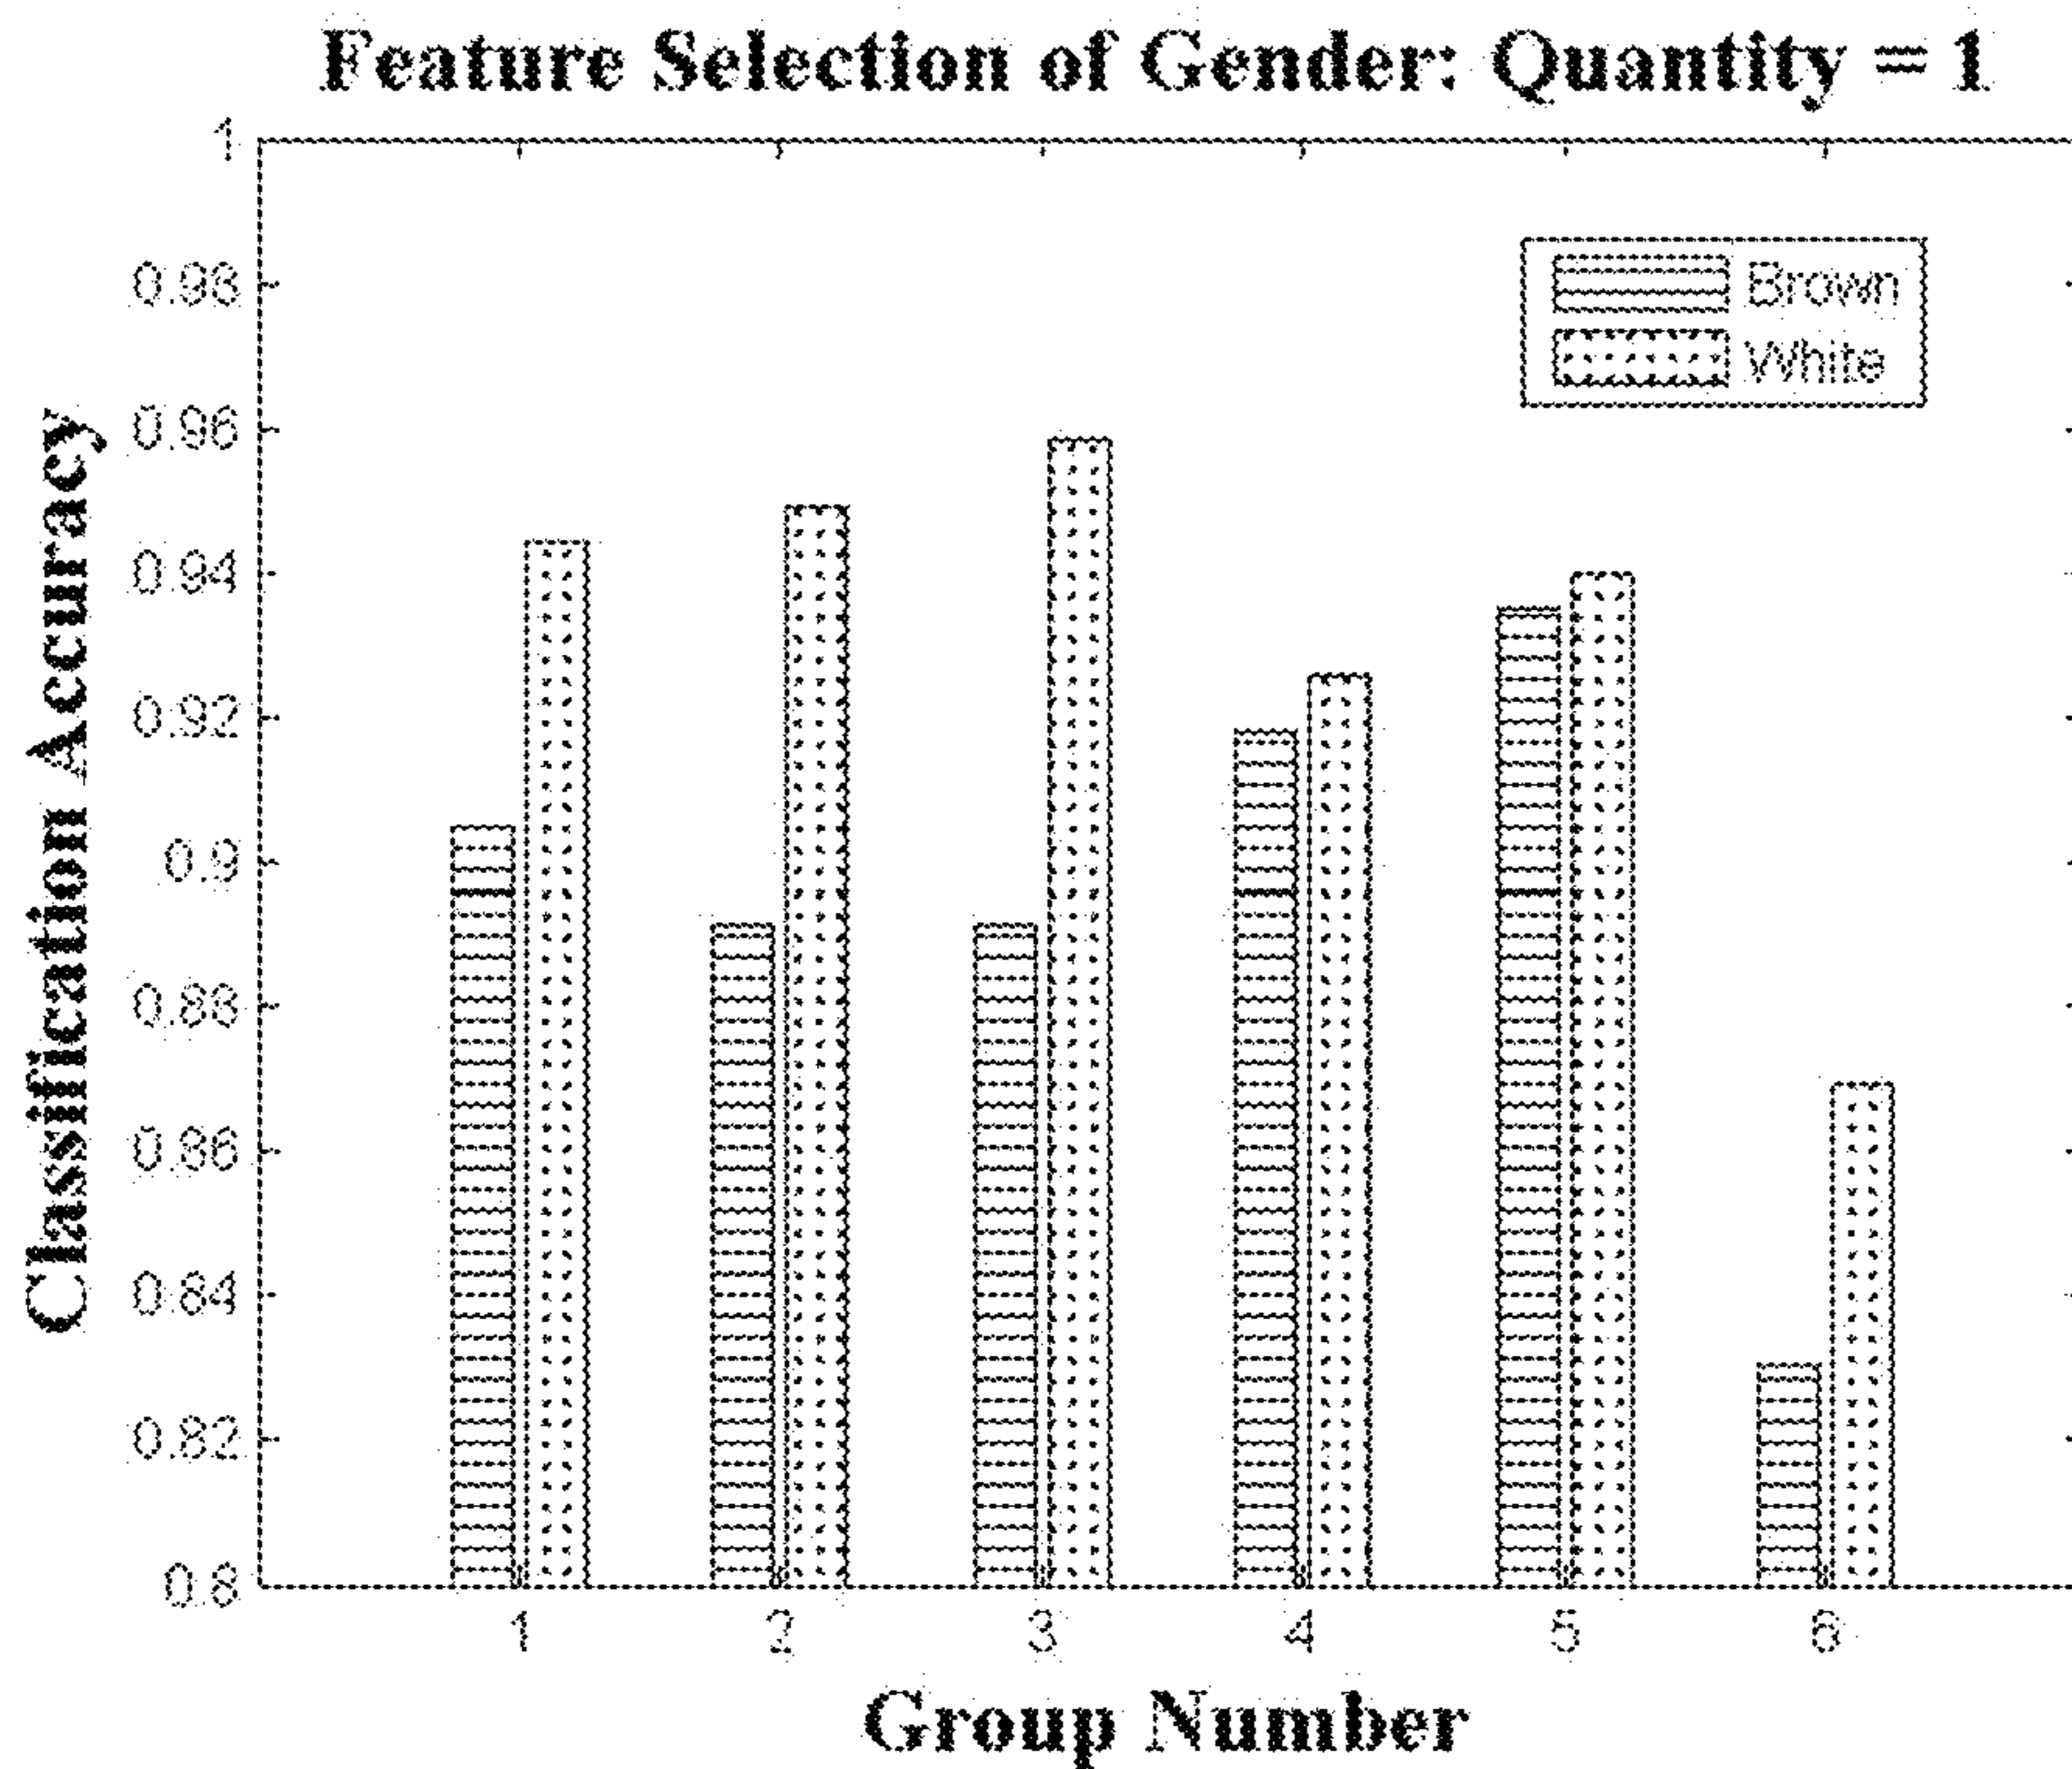 Feature Selection of Gender: Quantity = 1
1
0.98
0.96
0.94
0.92
0.9
0.88
0.86
0.84
0.82
0.8
Classification Accuracy
Brown
White
1 2 3 4 5 6
Group Number